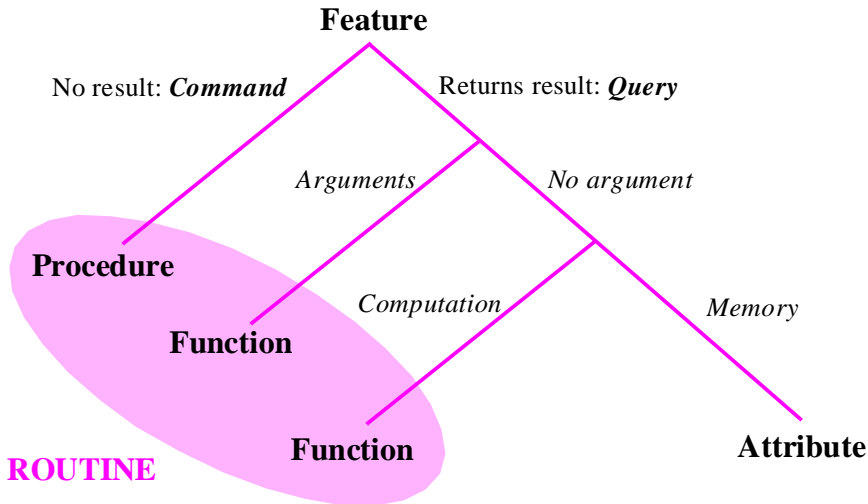 Feature
No result: Command
Returns result: Query
Arguments
No argument
Procedure
Computation
Memory
Function
Function
Attribute
ROUTINE